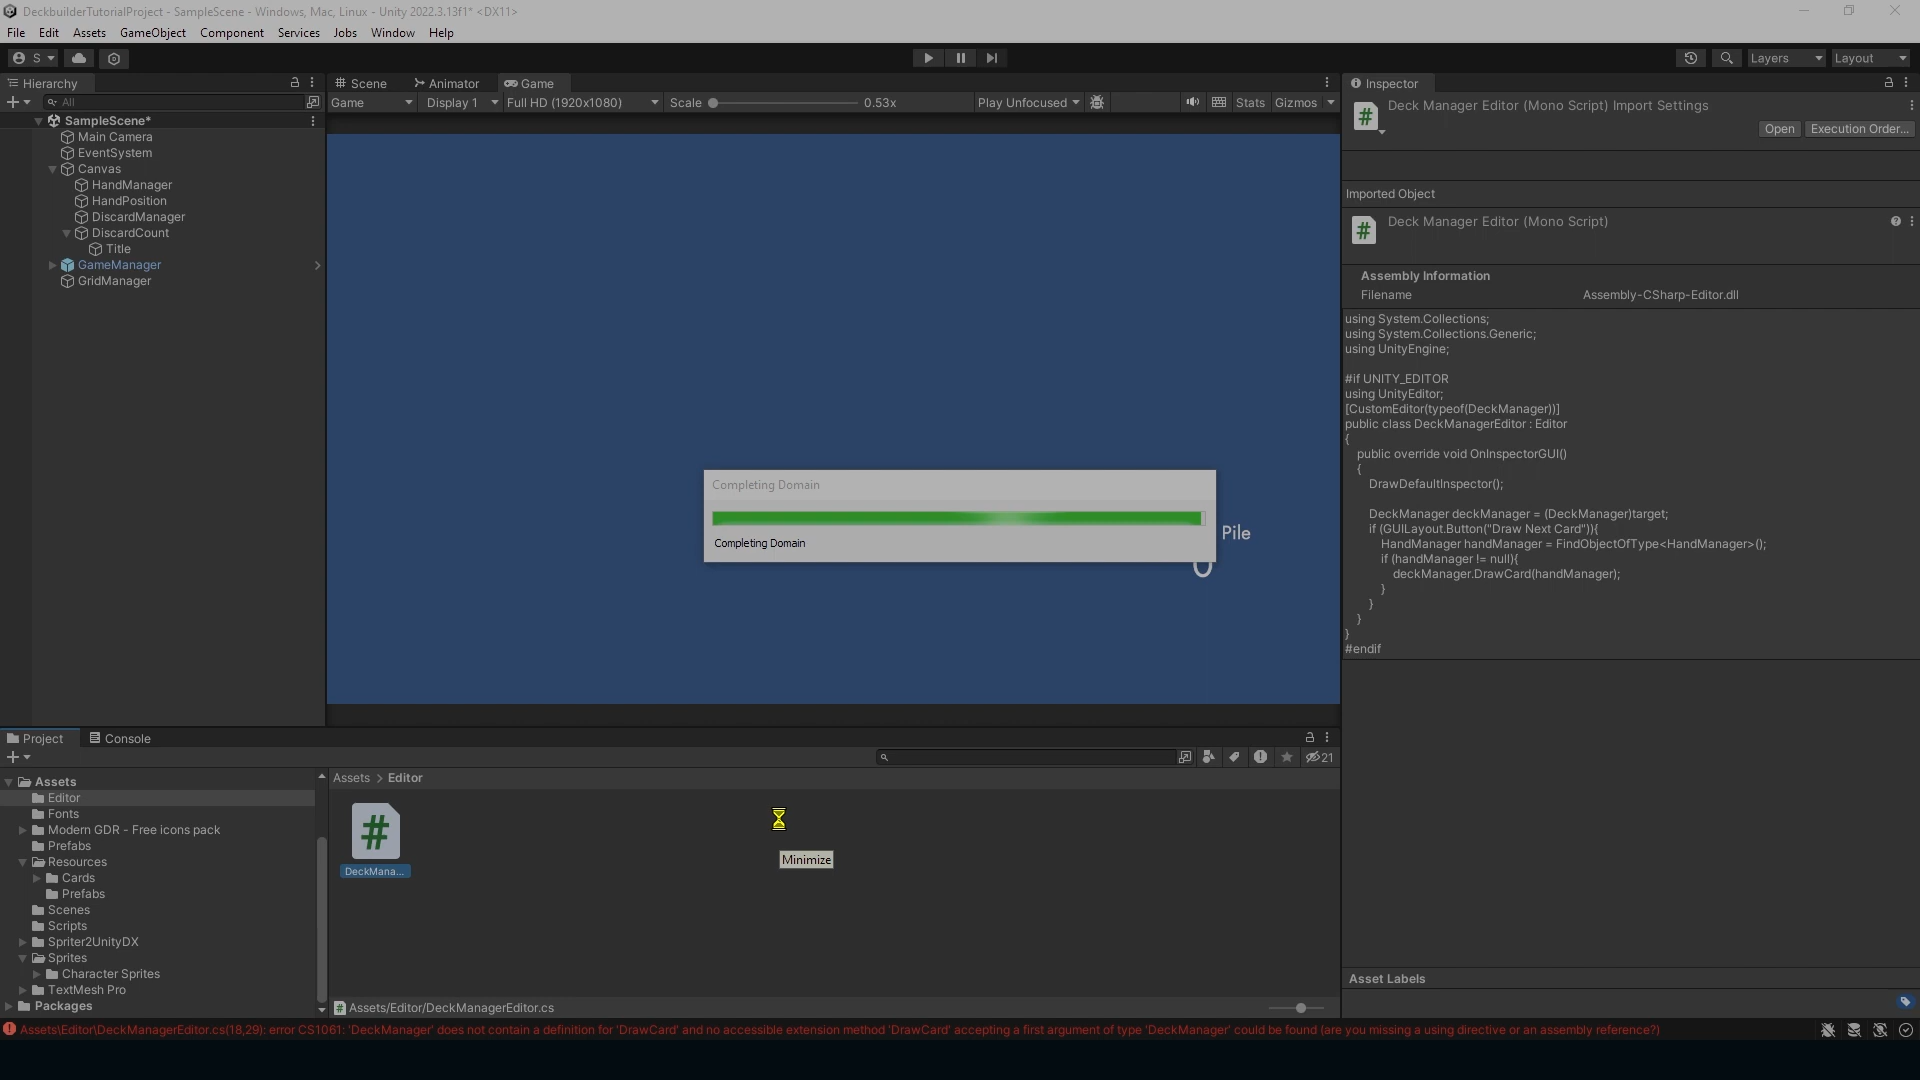 DeckbuilderTutorialProject - SampleScene - Windows, Mac, Linux - Unity 2022.3.13f1* <DX11>
File Edit Assets GameObject Component Services Jobs Window Help
S Layers Layout
Hierarchy
All
SampleScene*
Main Camera
EventSystem
Canvas
HandManager
HandPosition
DiscardManager
DiscardCount
Title
GameManager
GridManager
Scene Animator Game
Game Display 1 Full HD (1920x1080) Scale 0.53x Play Unfocused Stats Gizmos
Completing Domain
Completing Domain
Pile
0
Inspector
Deck Manager Editor (Mono Script) Import Settings
Open Execution Order...
Imported Object
Deck Manager Editor (Mono Script)
Assembly Information
Filename Assembly-CSharp-Editor.dll
using System.Collections;
using System.Collections.Generic;
using UnityEngine;
#if UNITY_EDITOR
using UnityEditor;
[CustomEditor(typeof(DeckManager))]
public class DeckManagerEditor : Editor
{
public override void OnInspectorGUI()
{
DrawDefaultInspector();
DeckManager deckManager = (DeckManager)target;
if (GUILayout.Button("Draw Next Card")){
HandManager handManager = FindObjectOfType<HandManager>();
if (handManager != null){
deckManager.DrawCard(handManager);
}
}
}
}
#endif
Asset Labels
Project Console
21
Assets
Editor
Fonts
Modern GDR - Free icons pack
Prefabs
Resources
Cards
Prefabs
Scenes
Scripts
Spriter2UnityDX
Sprites
Character Sprites
TextMesh Pro
Packages
Assets > Editor
#
DeckMana...
Minimize
Assets/Editor/DeckManagerEditor.cs
Assets\Editor\DeckManagerEditor.cs(18,29): error CS1061: 'DeckManager' does not contain a definition for 'DrawCard' and no accessible extension method 'DrawCard' accepting a first argument of type 'DeckManager' could be found (are you missing a using directive or an assembly reference?)